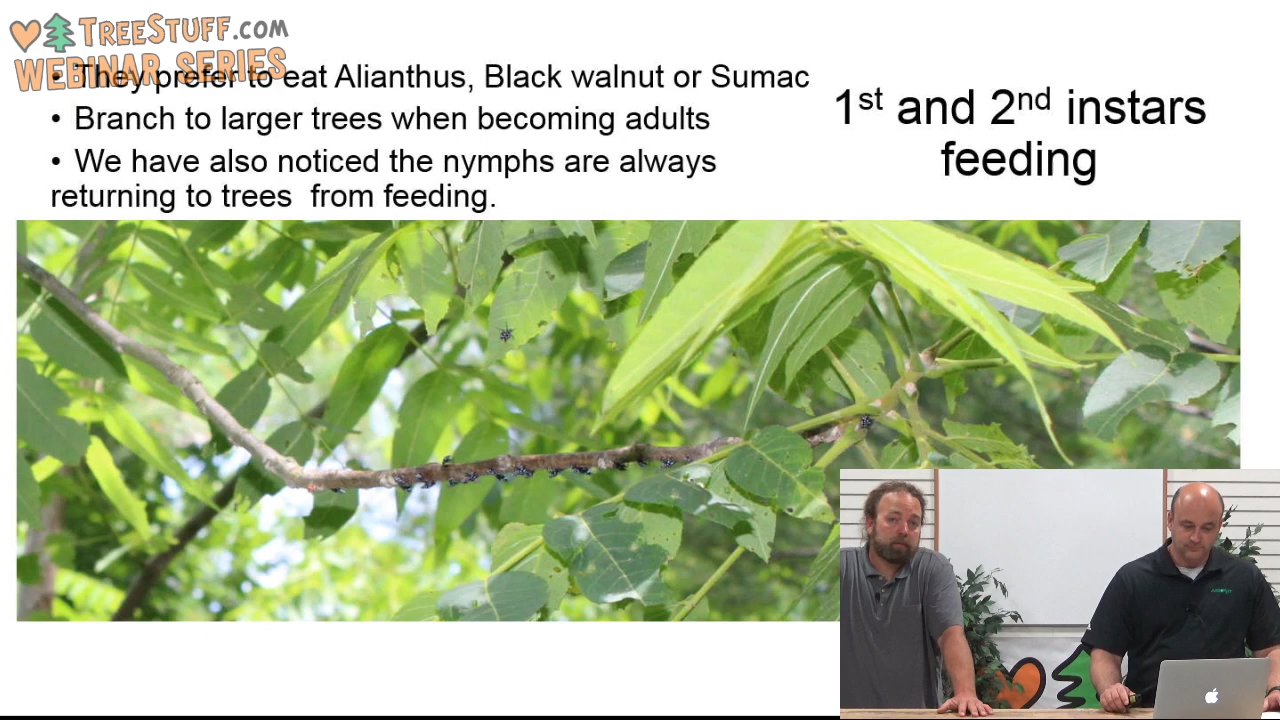 TREESTUFF.COM
WEBINAR SERIES
• They prefer to eat Alianthus, Black walnut or Sumac
• Branch to larger trees when becoming adults
• We have also noticed the nymphs are always
returning to trees from feeding.
1st and 2nd instars
feeding